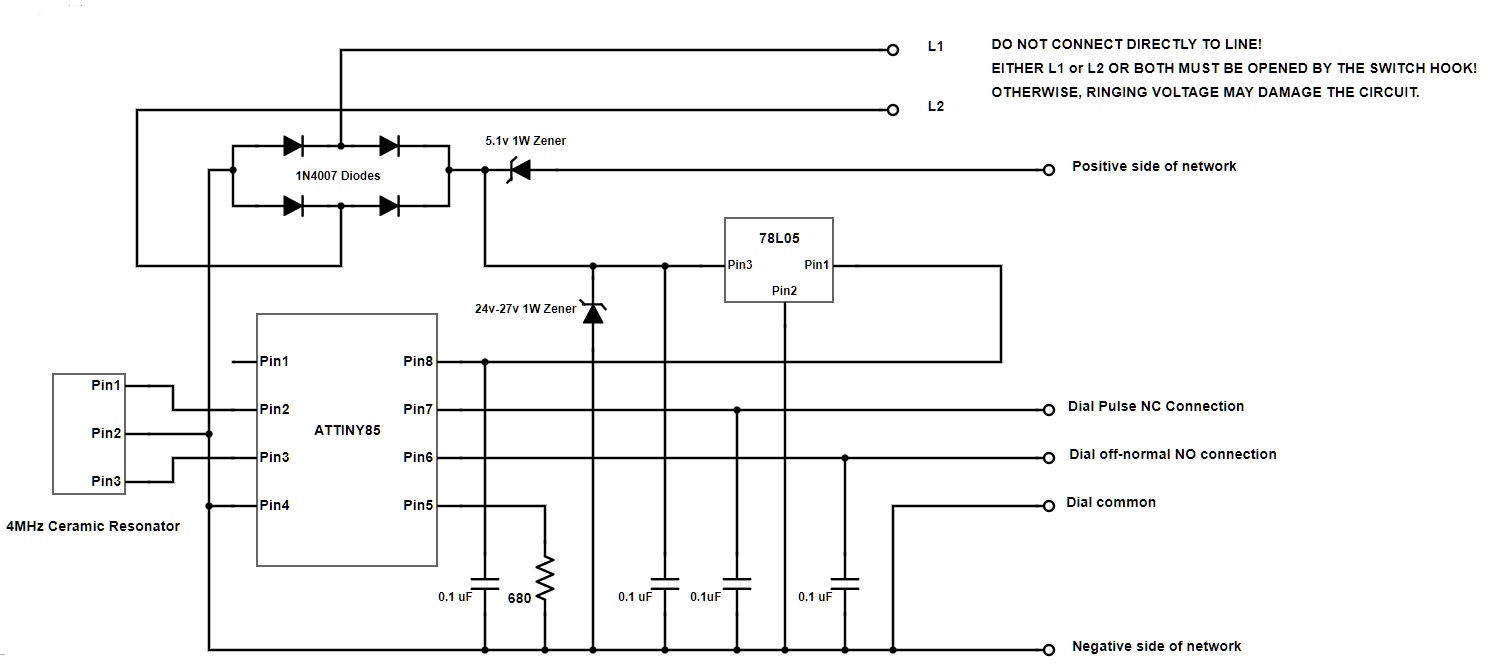 L1
DO NOT CONNECT DIRECTLY TO LINE!
EITHER L1 or L2 OR BOTH MUST BE OPENED BY THE SWITCH HOOK!
L2
OTHERWISE, RINGING VOLTAGE MAY DAMAGE THE CIRCUIT.
5.1v 1W Zener
1N4007 Diodes
Positive side of network
78L05
Pin3
Pin1
Pin2
24v-27v 1W Zener
Pin1
Pin8
Pin1
Pin2
Pin7
Dial Pulse NC Connection
Pin2
ATTINY85
Pin3
Pin6
Dial off-normal NO connection
Pin3
Pin4
Pin5
Dial common
4MHz Ceramic Resonator
0.1 uF
680
0.1 uF
0.1uF
0.1 uF
Negative side of network